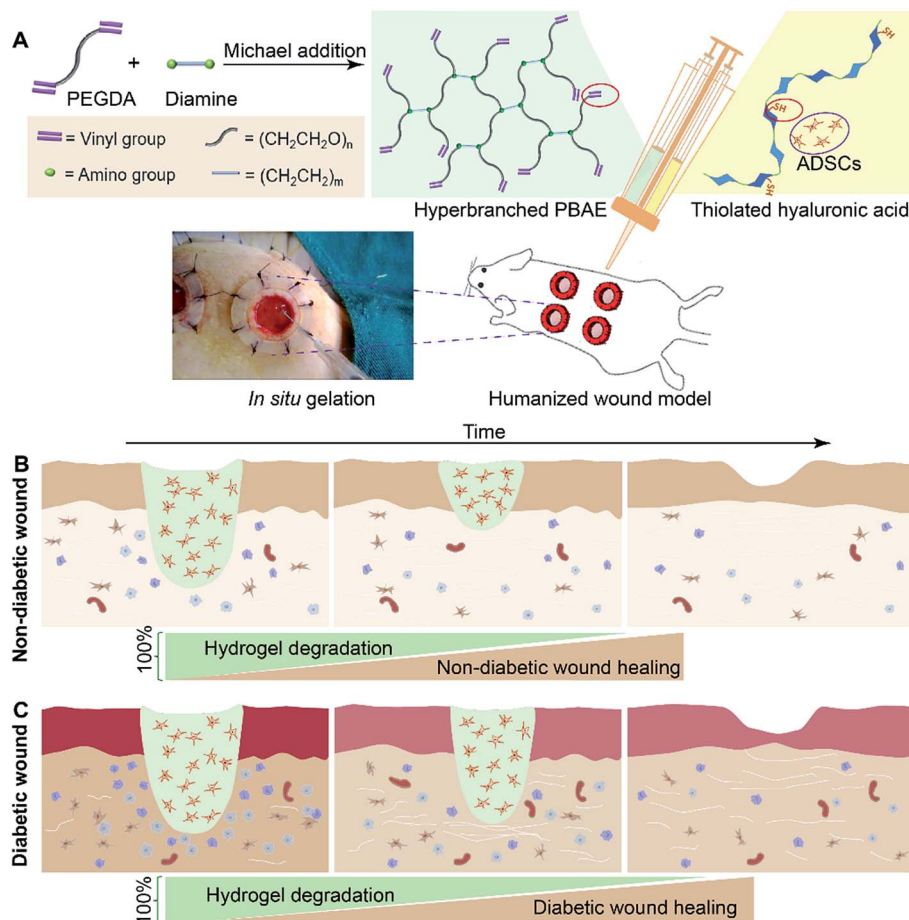 A
PEGDA
+
Diamine
Michael addition
= Vinyl group
= (CH₂CH₂O)ₙ
= Amino group
= (CH₂CH₂)ₘ
Hyperbranched PBAE
SH
SH
SH
ADSCs
Thiolated hyaluronic acid
In situ gelation
Humanized wound model
Time
B
Non-diabetic wound
100%
Hydrogel degradation
Non-diabetic wound healing
C
Diabetic wound
100%
Hydrogel degradation
Diabetic wound healing